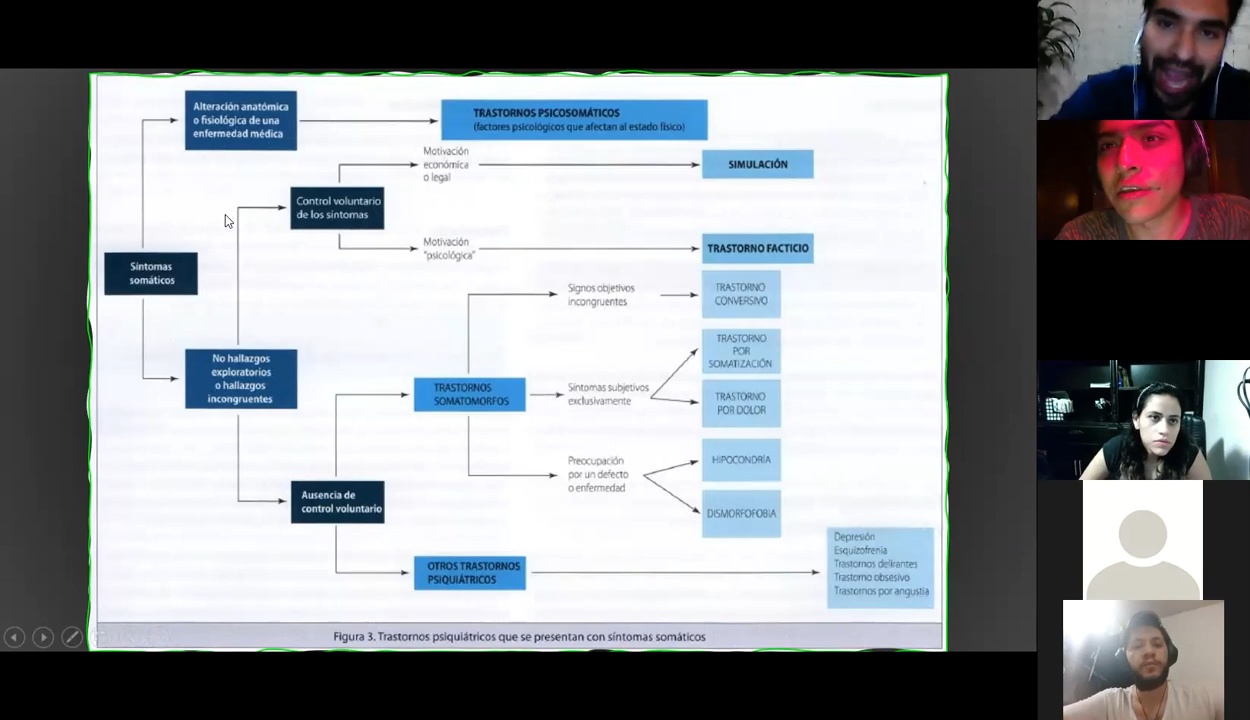 Alteración anatómica
o fisiológica de una
enfermedad médica
TRASTORNOS PSICOSOMÁTICOS
(factores psicológicos que afectan al estado físico)
Motivación
económica
o legal
SIMULACIÓN
Control voluntario
de los síntomas
Motivación
"psicológica"
TRASTORNO FACTICIO
Síntomas
somáticos
Signos objetivos
incongruentes
TRASTORNO
CONVERSIVO
TRASTORNO
POR
SOMATIZACIÓN
No hallazgos
exploratorios
o hallazgos
incongruentes
TRASTORNOS
SOMATOMORFOS
Síntomas subjetivos
exclusivamente
TRASTORNO
POR DOLOR
Preocupación
por un defecto
o enfermedad
HIPOCONDRÍA
DISMORFOFOBIA
Ausencia de
control voluntario
OTROS TRASTORNOS
PSIQUIÁTRICOS
Depresión
Esquizofrenia
Trastornos delirantes
Trastorno obsesivo
Trastornos por angustia
Figura 3. Trastornos psiquiátricos que se presentan con síntomas somáticos